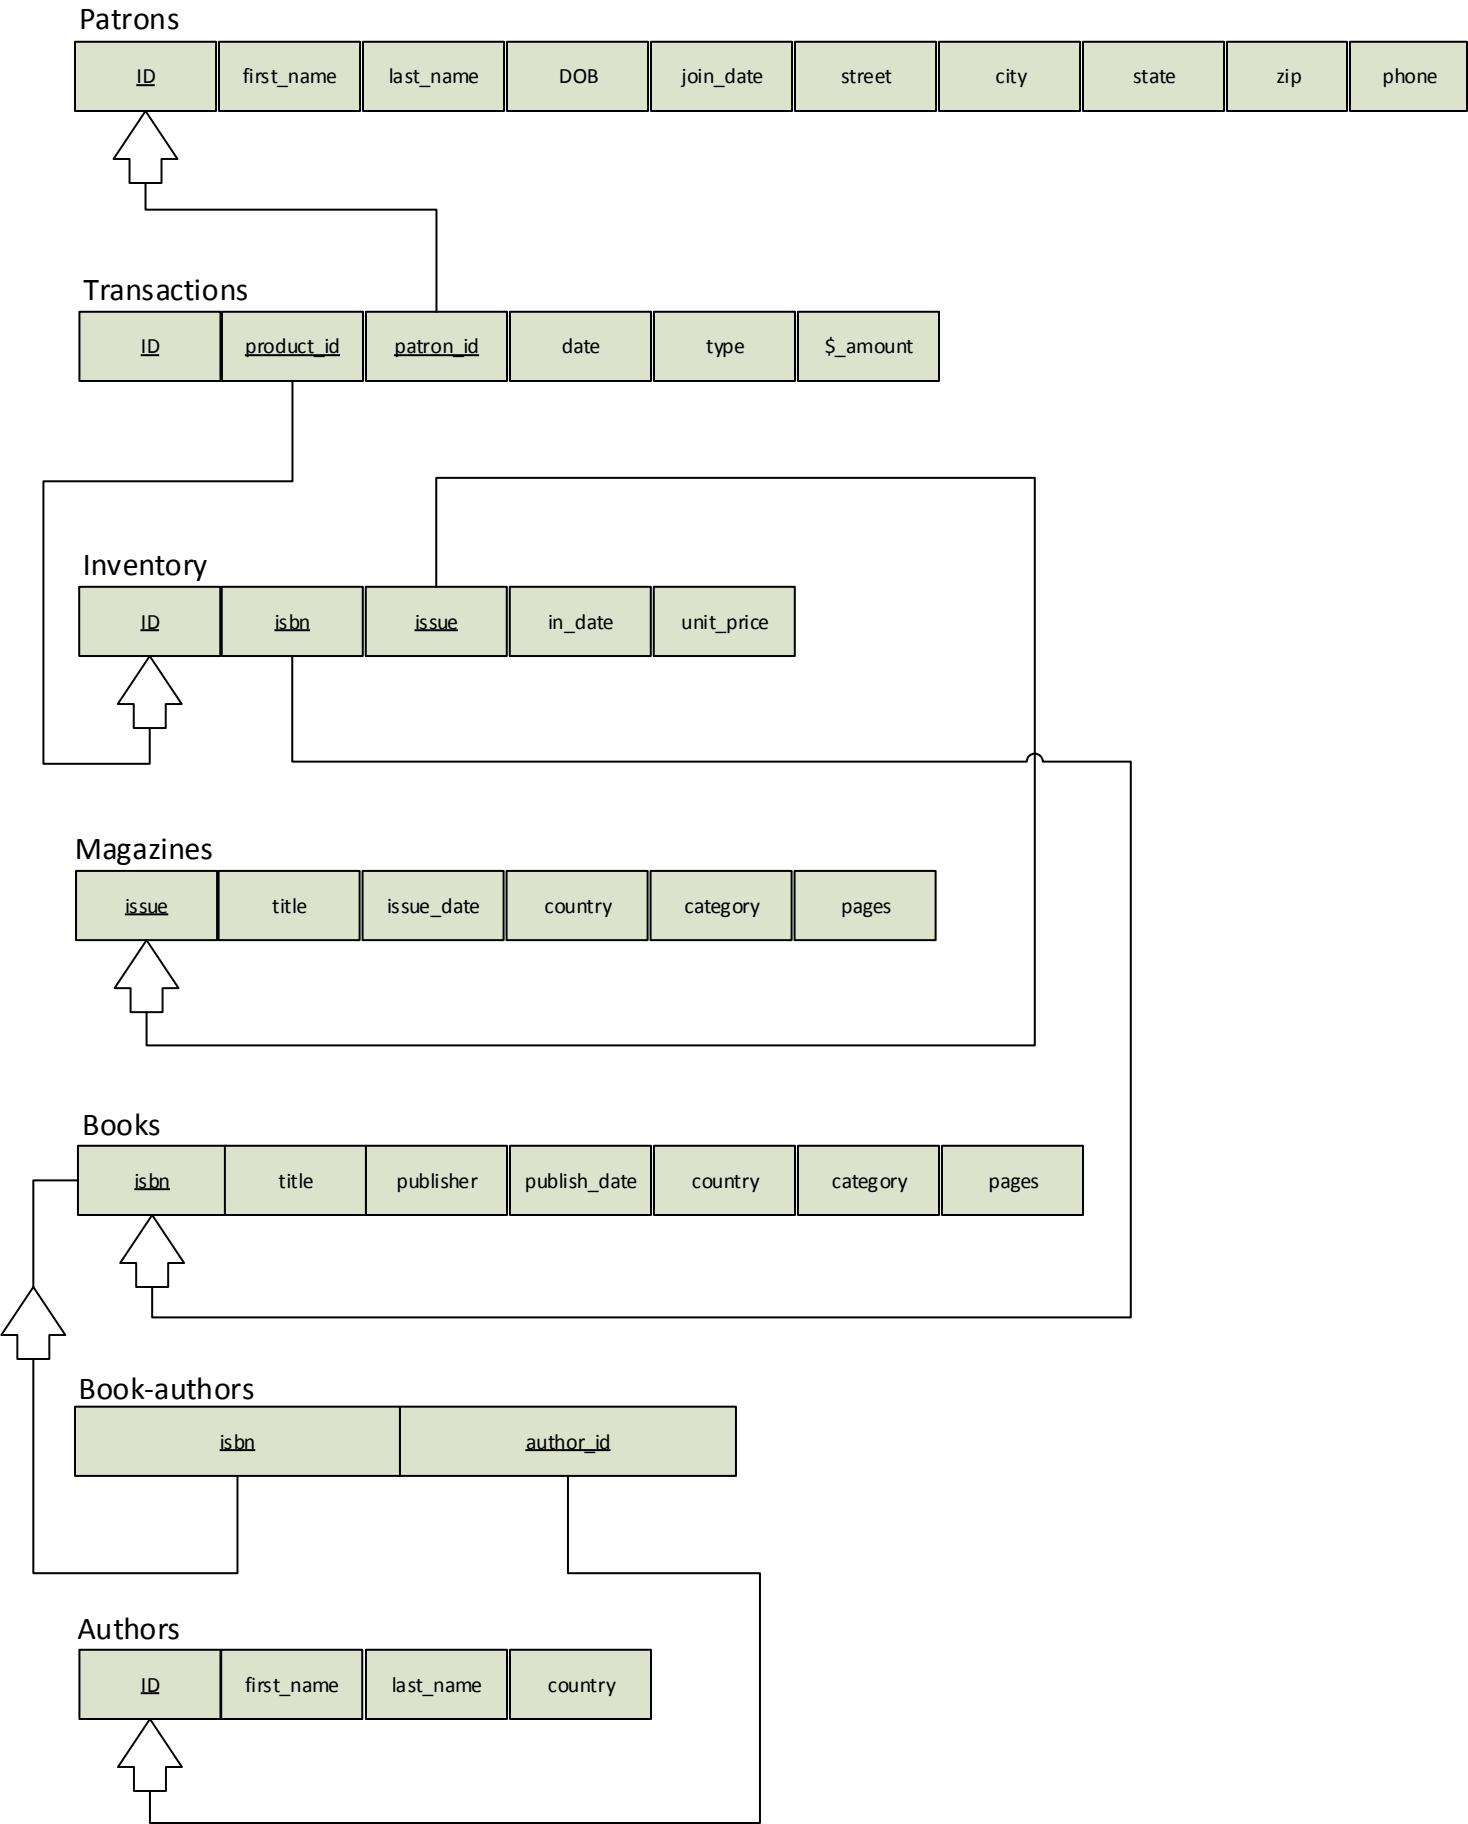 Patrons
ID first_name last_name DOB join_date street city state zip phone
Transactions
ID product_id patron_id date type $_amount
Inventory
ID isbn issue in_date unit_price
Magazines
issue title issue_date country category pages
Books
isbn title publisher publish_date country category pages
Book-authors
isbn author_id
Authors
ID first_name last_name country